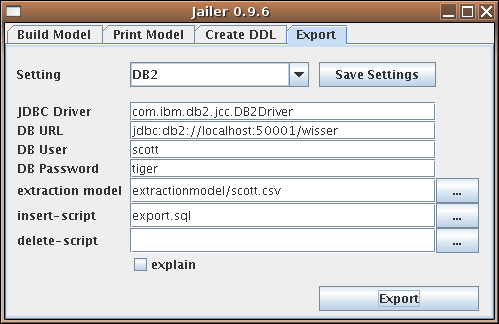 Jailer 0.9.6
Build Model Print Model Create DDL Export
Setting DB2 Save Settings
JDBC Driver com.ibm.db2.jcc.DB2Driver
DB URL jdbc:db2://localhost:50001/wisser
DB User scott
DB Password tiger
extraction model extractionmodel/scott.csv ...
insert-script export.sql ...
delete-script ...
explain
Export